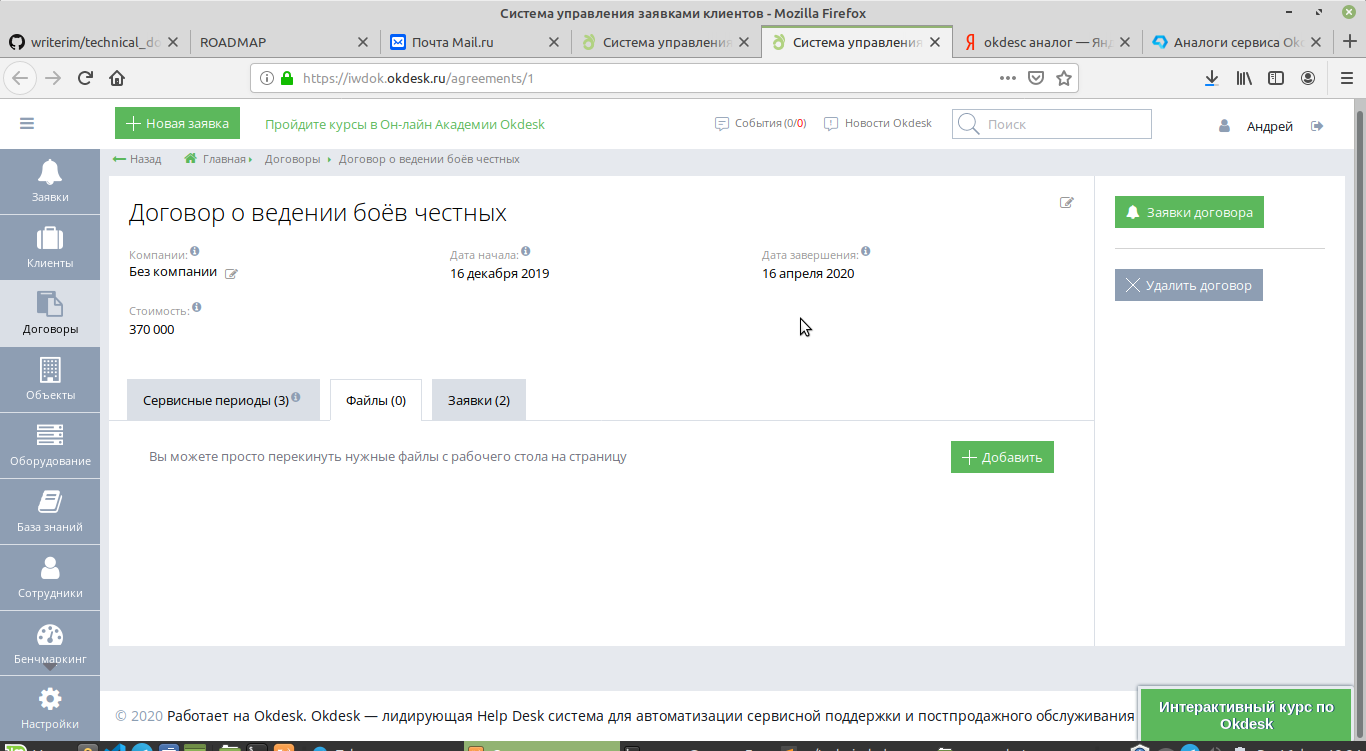 Система управления заявками клиентов - Mozilla Firefox
writerim/technical_do
ROADMAP
Почта Mail.ru
Система управления
Система управления
okdesc аналог — Янд
Аналоги сервиса Okd
https://iwdok.okdesk.ru/agreements/1
Новая заявка
Пройдите курсы в Он-лайн Академии Okdesk
События (0/0)
Новости Okdesk
Поиск
Андрей
Назад
Главная
Договоры
Договор о ведении боёв честных
Заявки
Клиенты
Договоры
Объекты
Оборудование
База знаний
Сотрудники
Бенчмаркинг
Настройки
Договор о ведении боёв честных
Компании:
Без компании
Дата начала:
16 декабря 2019
Дата завершения:
16 апреля 2020
Стоимость:
370 000
Заявки договора
Удалить договор
Сервисные периоды (3)
Файлы (0)
Заявки (2)
Вы можете просто перекинуть нужные файлы с рабочего стола на страницу
Добавить
© 2020 Работает на Okdesk. Okdesk — лидирующая Help Desk система для автоматизации сервисной поддержки и постпродажного обслуживания
Интерактивный курс по
Okdesk